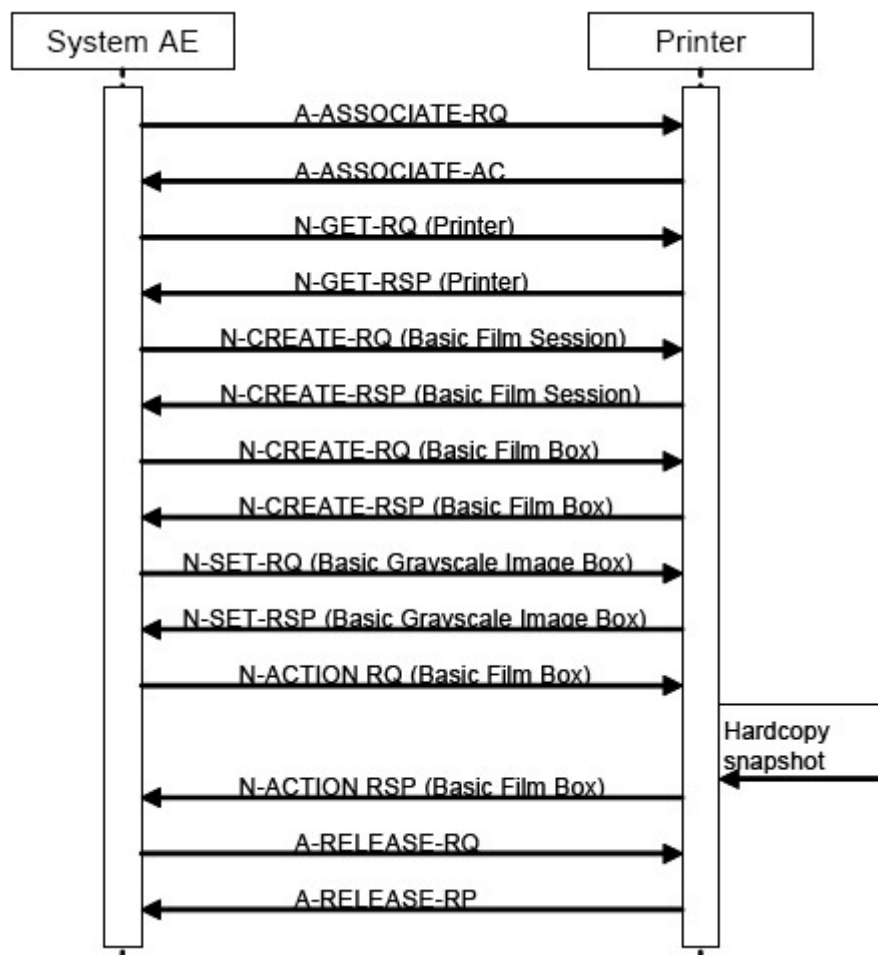 System AE
Printer
A-ASSOCIATE-RQ
A-ASSOCIATE-AC
N-GET-RQ (Printer)
N-GET-RSP (Printer)
N-CREATE-RQ (Basic Film Session)
N-CREATE-RSP (Basic Film Session)
N-CREATE-RQ (Basic Film Box)
N-CREATE-RSP (Basic Film Box)
N-SET-RQ (Basic Grayscale Image Box)
N-SET-RSP (Basic Grayscale Image Box)
N-ACTION RQ (Basic Film Box)
Hardcopy
snapshot
N-ACTION RSP (Basic Film Box)
A-RELEASE-RQ
A-RELEASE-RP